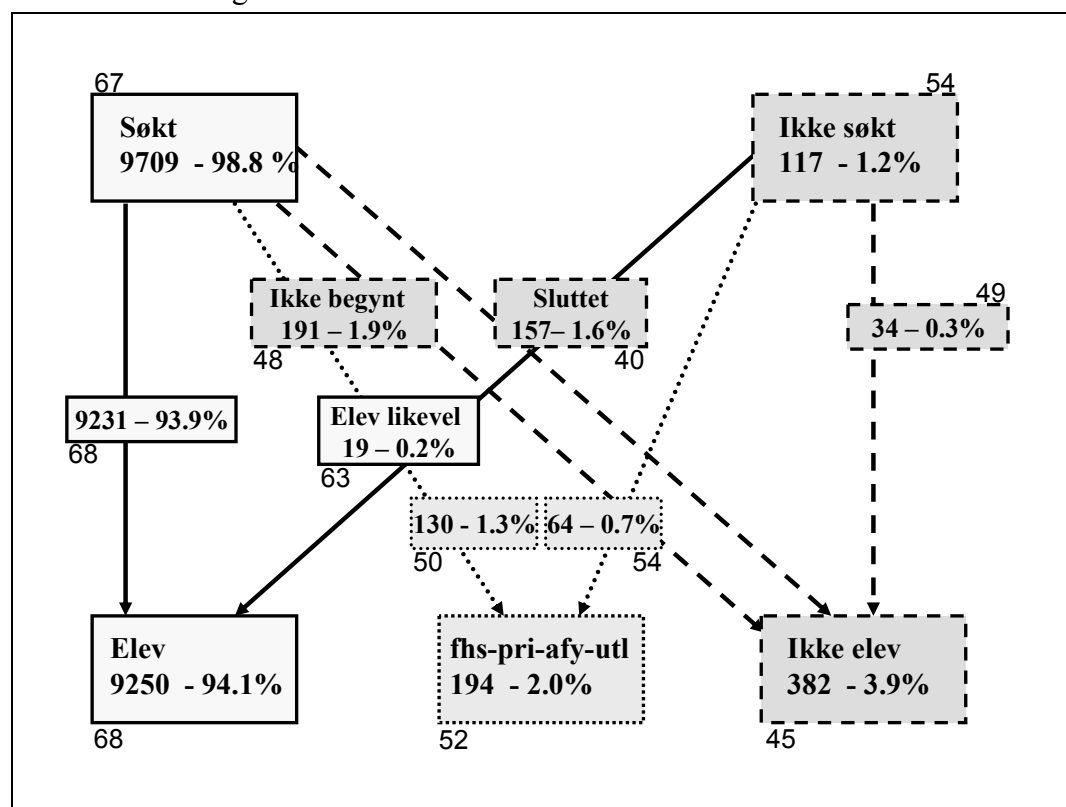 67
Søkt
9709 - 98.8 %
54
Ikke søkt
117 - 1.2%
Ikke begynt
191 – 1.9%
48
Sluttet
157– 1.6%
40
49
34 – 0.3%
9231 – 93.9%
68
Elev likevel
19 – 0.2%
63
130 - 1.3%
50
64 – 0.7%
54
Elev
9250 - 94.1%
68
fhs-pri-afy-utl
194 - 2.0%
52
Ikke elev
382 - 3.9%
45